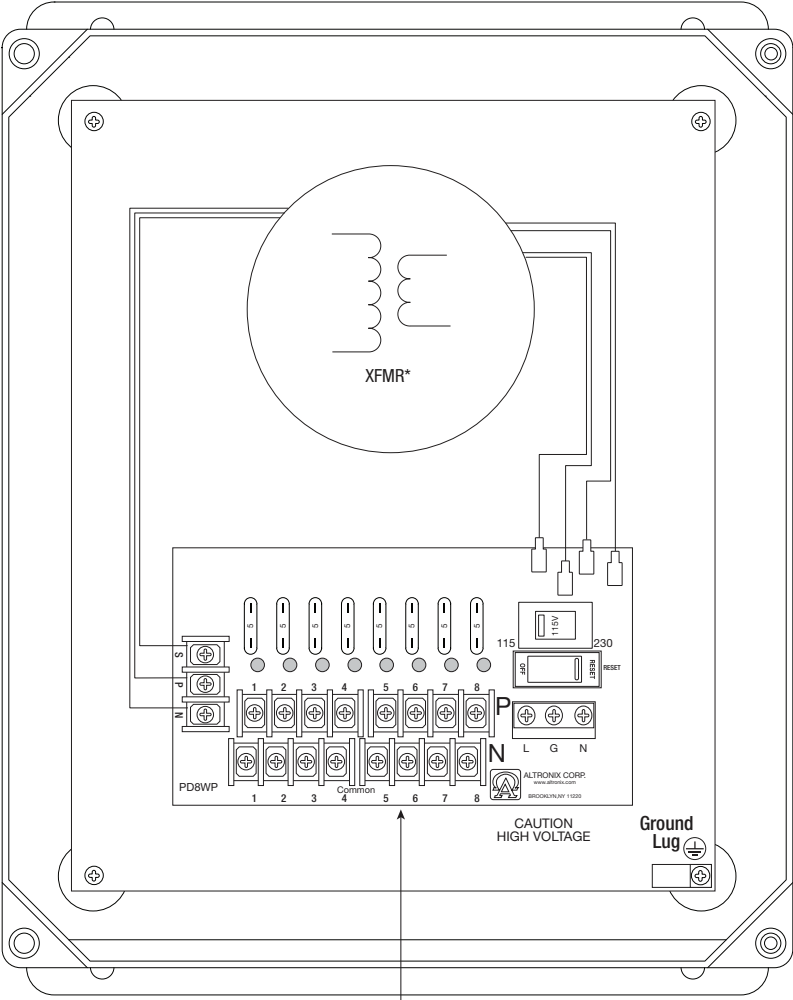 XFMR*
5 5 5 5 5 5 5 5
115V
115 230
OFF RESET RESET
S
P
N
1 2 3 4 5 6 7 8
P
L G N
N
PD8WP
Common
1 2 3 4 5 6 7 8
ALTRONIX CORP.
www.altronix.com
BROOKLYN,NY 11220
CAUTION
HIGH VOLTAGE
Ground
Lug